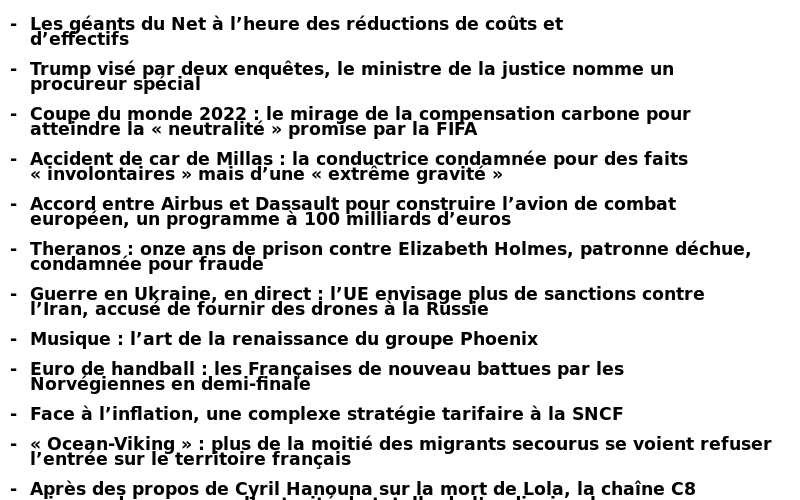 - Les géants du Net à l’heure des réductions de coûts et
d’effectifs
- Trump visé par deux enquêtes, le ministre de la justice nomme un
procureur spécial
- Coupe du monde 2022 : le mirage de la compensation carbone pour
atteindre la « neutralité » promise par la FIFA
- Accident de car de Millas : la conductrice condamnée pour des faits
« involontaires » mais d’une « extrême gravité »
- Accord entre Airbus et Dassault pour construire l’avion de combat
européen, un programme à 100 milliards d’euros
- Theranos : onze ans de prison contre Elizabeth Holmes, patronne déchue,
condamnée pour fraude
- Guerre en Ukraine, en direct : l’UE envisage plus de sanctions contre
l’Iran, accusé de fournir des drones à la Russie
- Musique : l’art de la renaissance du groupe Phoenix
- Euro de handball : les Françaises de nouveau battues par les
Norvégiennes en demi-finale
- Face à l’inflation, une complexe stratégie tarifaire à la SNCF
- « Ocean-Viking » : plus de la moitié des migrants secourus se voient refuser
l’entrée sur le territoire français
- Après des propos de Cyril Hanouna sur la mort de Lola, la chaîne C8